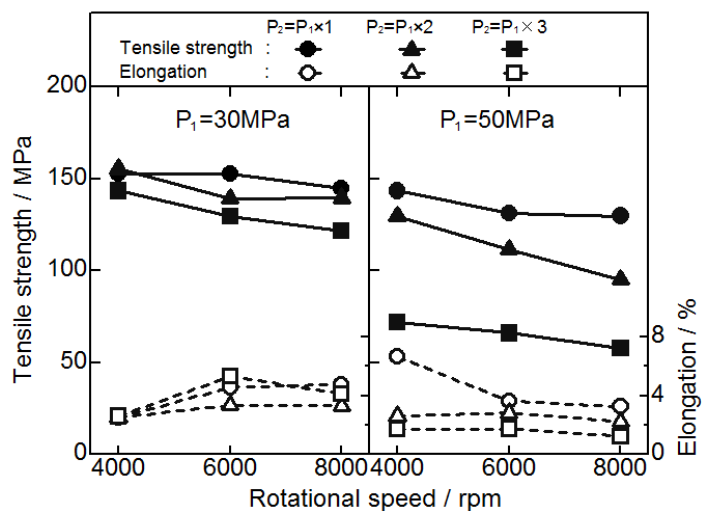 P₂=P₁×1 P₂=P₁×2 P₂=P₁×3
Tensile strength :
Elongation :
200
150
100
50
0
Tensile strength / MPa
P₁=30MPa P₁=50MPa
8
4
0
Elongation / %
4000 6000 8000 4000 6000 8000
Rotational speed / rpm